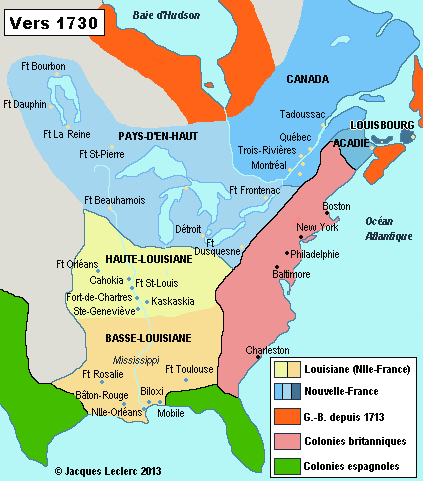 Vers 1730
Baie d'Hudson
Ft Bourbon
CANADA
Ft Dauphin
Tadoussac
LOUISBOURG
Ft La Reine
PAYS-D'EN-HAUT
Québec
ACADIE
Trois-Rivières
Ft St-Pierre
Montréal
Ft Frontenac
Ft Beauhamois
Boston
Océan
Atlantique
Détroit
New York
Ft
Dusquesne
Philadelphie
HAUTE-LOUISIANE
Ft Orléans
Baltimore
Cahokia
Ft St-Louis
Fort-de-Chartres
Kaskaskia
Ste-Geneviève
BASSE-LOUISIANE
Charleston
Mississippi
Ft Rosalie
Ft Toulouse
Bâton-Rouge
Biloxi
Nlle-Orléans
Mobile
Louisiane (Nlle-France)
Nouvelle-France
G.-B. depuis 1713
Colonies britanniques
Colonies espagnoles
© Jacques Leclerc 2013